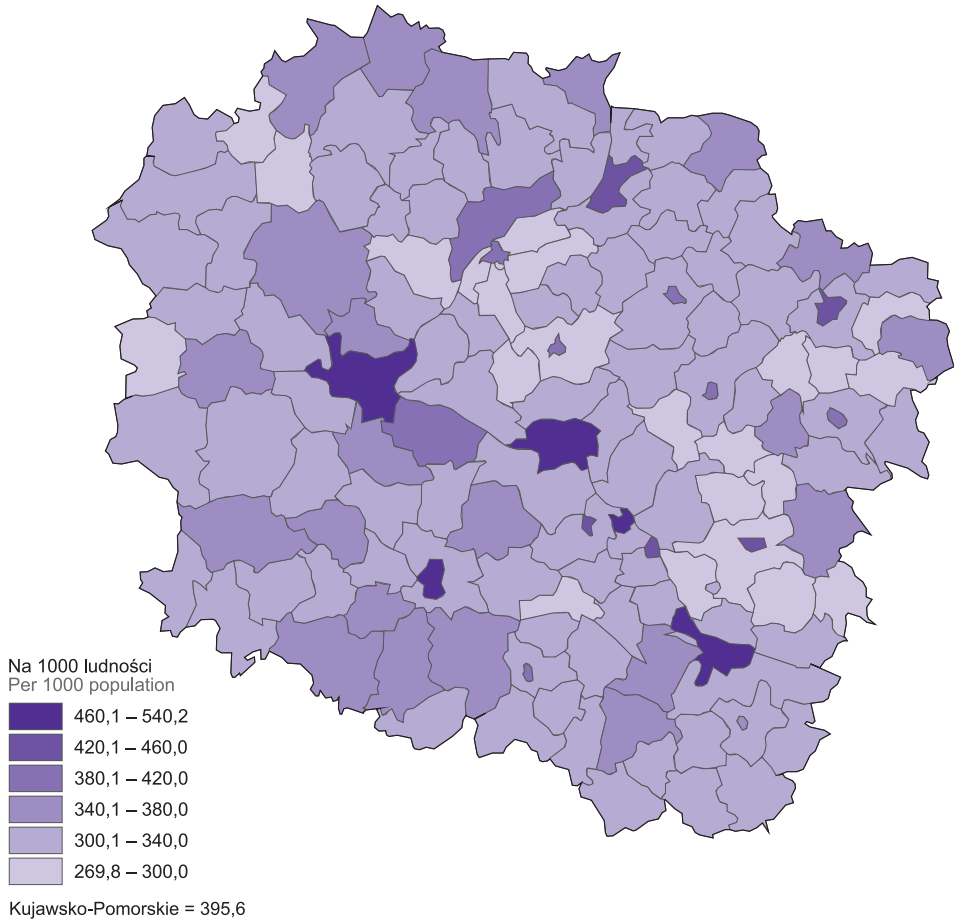 Na 1000 ludności
Per 1000 population
460,1 – 540,2
420,1 – 460,0
380,1 – 420,0
340,1 – 380,0
300,1 – 340,0
269,8 – 300,0
Kujawsko-Pomorskie = 395,6